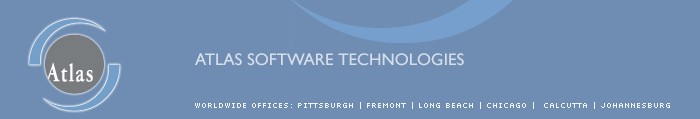 Atlas
ATLAS SOFTWARE TECHNOLOGIES
WORLDWIDE OFFICES: PITTSBURGH | FREMONT | LONG BEACH | CHICAGO | CALCUTTA | JOHANNESBURG